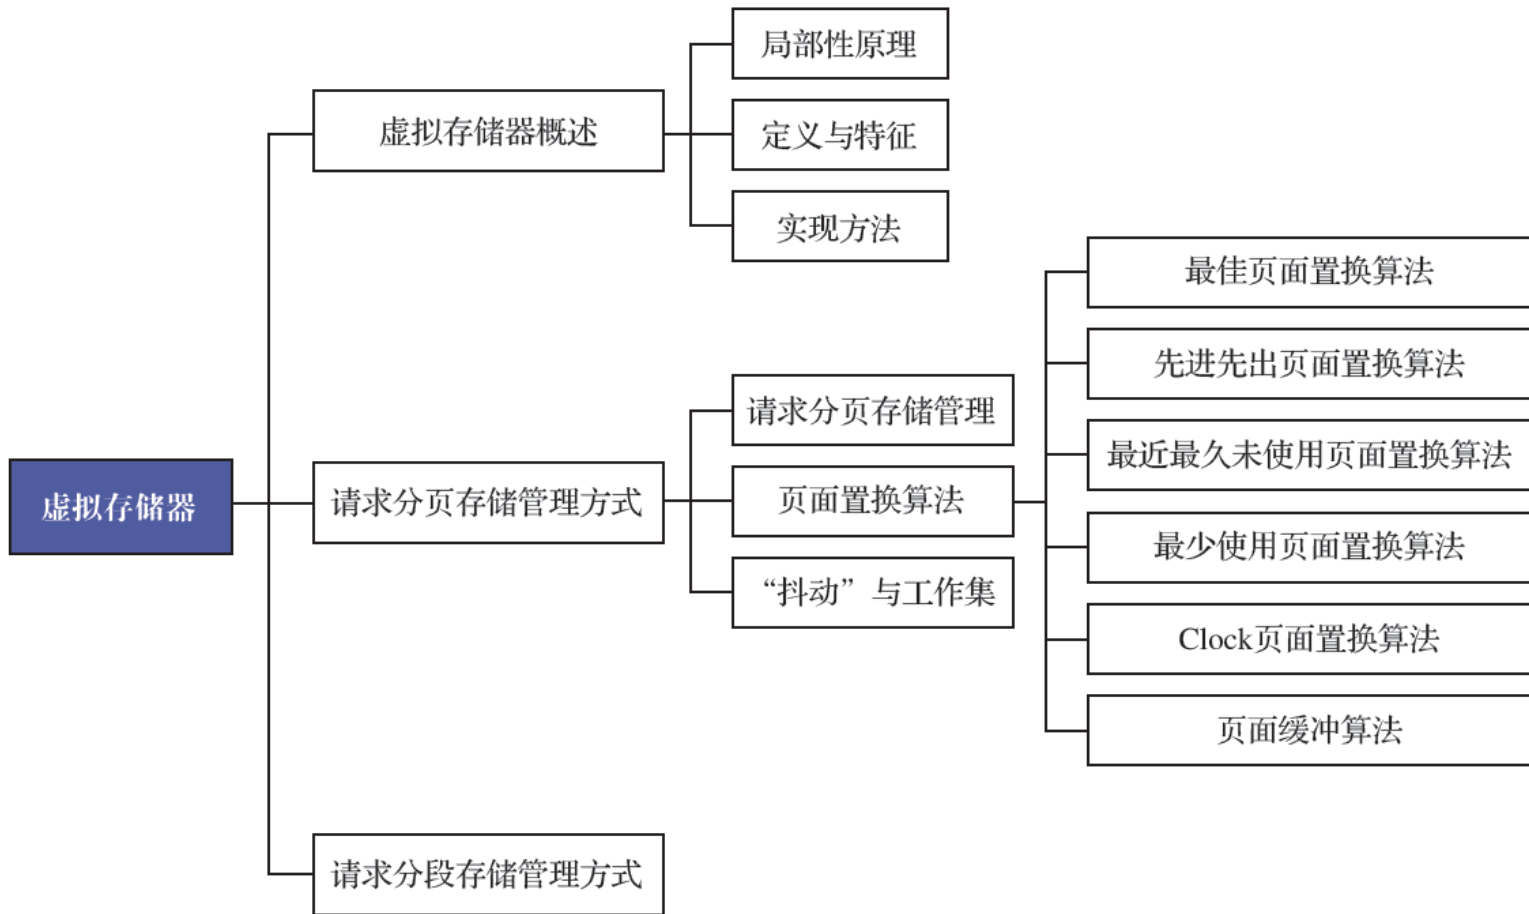 虚拟存储器
虚拟存储器概述
局部性原理
定义与特征
实现方法
请求分页存储管理方式
请求分页存储管理
页面置换算法
最佳页面置换算法
先进先出页面置换算法
最近最久未使用页面置换算法
最少使用页面置换算法
Clock页面置换算法
页面缓冲算法
“抖动”与工作集
请求分段存储管理方式